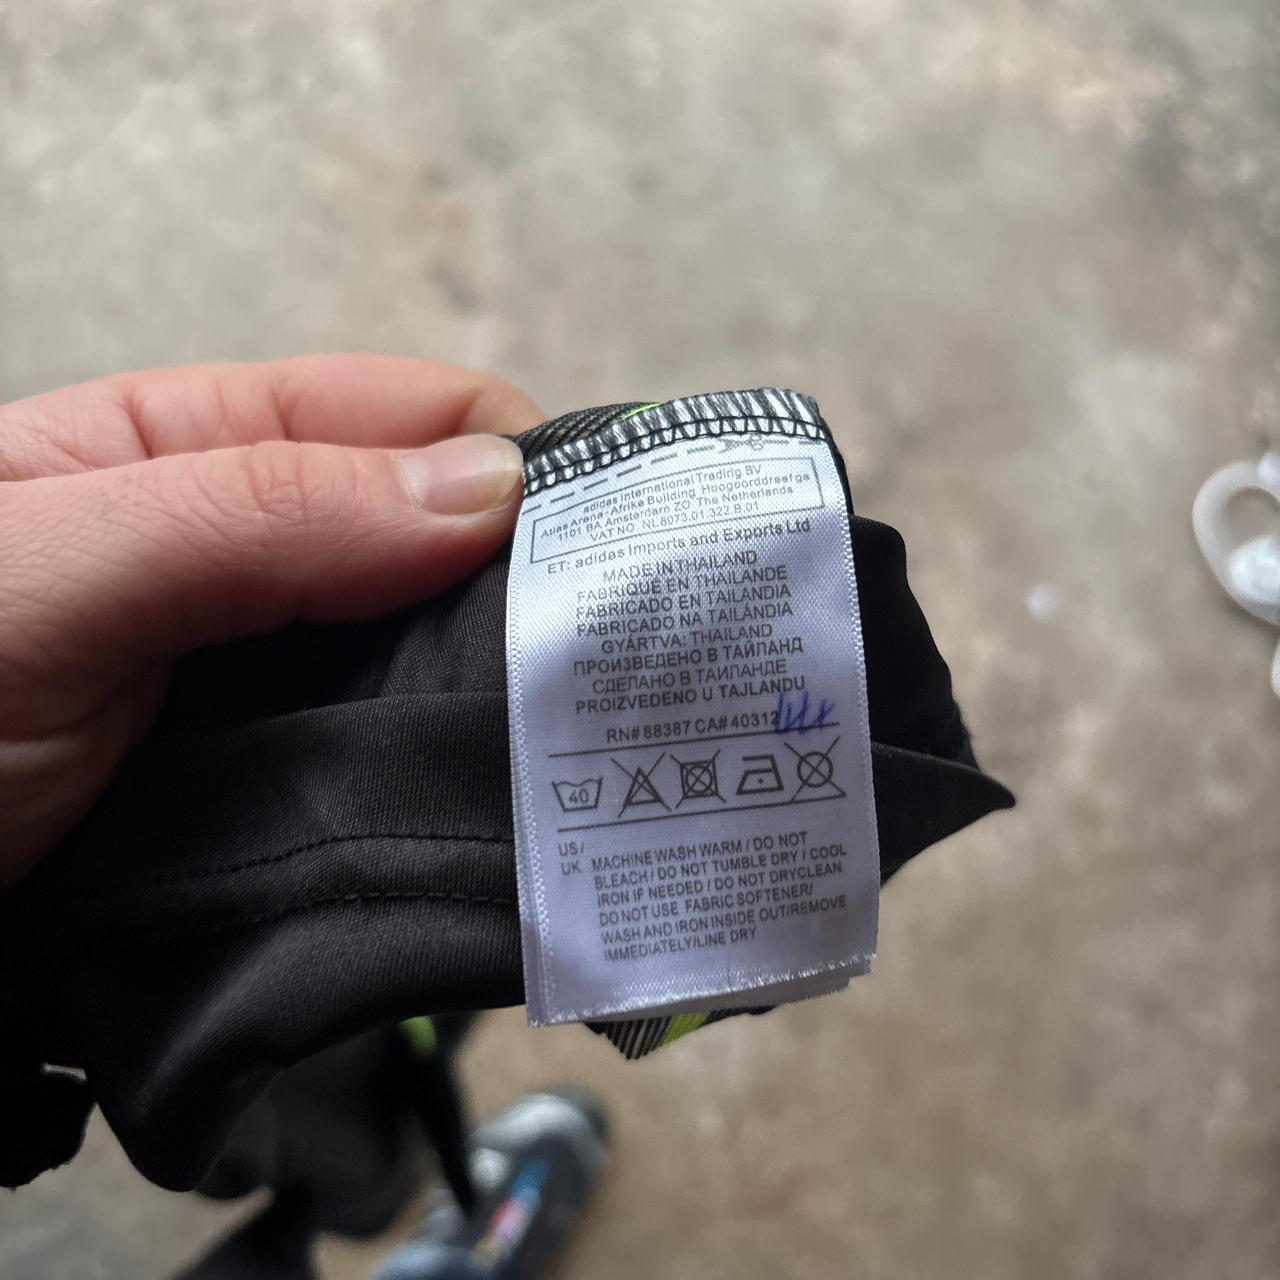 adidas International Trading BV
Atlas Arena - Afrika Building, Hoogoorddreef 9a
1101 BA Amsterdam ZO, The Netherlands
VAT NO. NL 8073.01.322.B.01
ET: adidas Imports and Exports Ltd
MADE IN THAILAND
FABRIQUÉ EN THAÏLANDE
FABRICADO EN TAILANDIA
FABRICADO NA TAILÂNDIA
GYÁRTVA: THAILAND
ПРОИЗВЕДЕНО В ТАЙЛАНД
СДЕЛАНО В ТАИЛАНДЕ
PROIZVEDENO U TAJLANDU
RN# 88387 CA# 40312
40
US/
UK
MACHINE WASH WARM / DO NOT
BLEACH / DO NOT TUMBLE DRY / COOL
IRON IF NEEDED / DO NOT DRYCLEAN
DO NOT USE FABRIC SOFTENER/
WASH AND IRON INSIDE OUT/REMOVE
IMMEDIATELY/LINE DRY